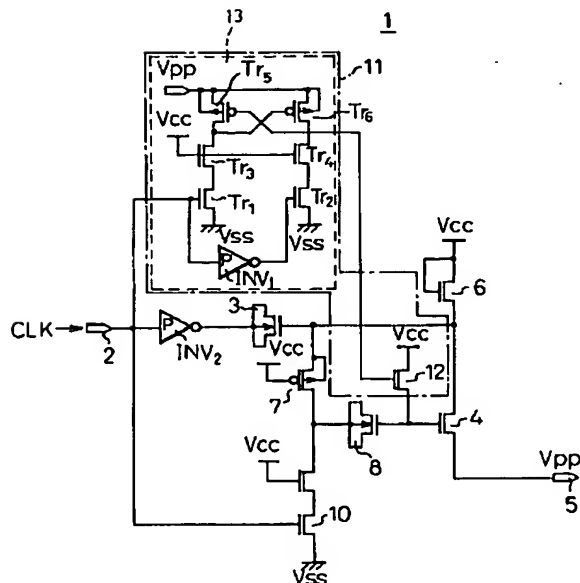 1
13
11
Vpp
Tr5
Tr6
Vcc
Tr3
Tr4
Tr1
Tr2
Vss
Vss
P
INV1
Vcc
6
CLK
2
P
INV2
3
Vcc
7
Vcc
12
8
4
Vpp
5
Vcc
10
Vss